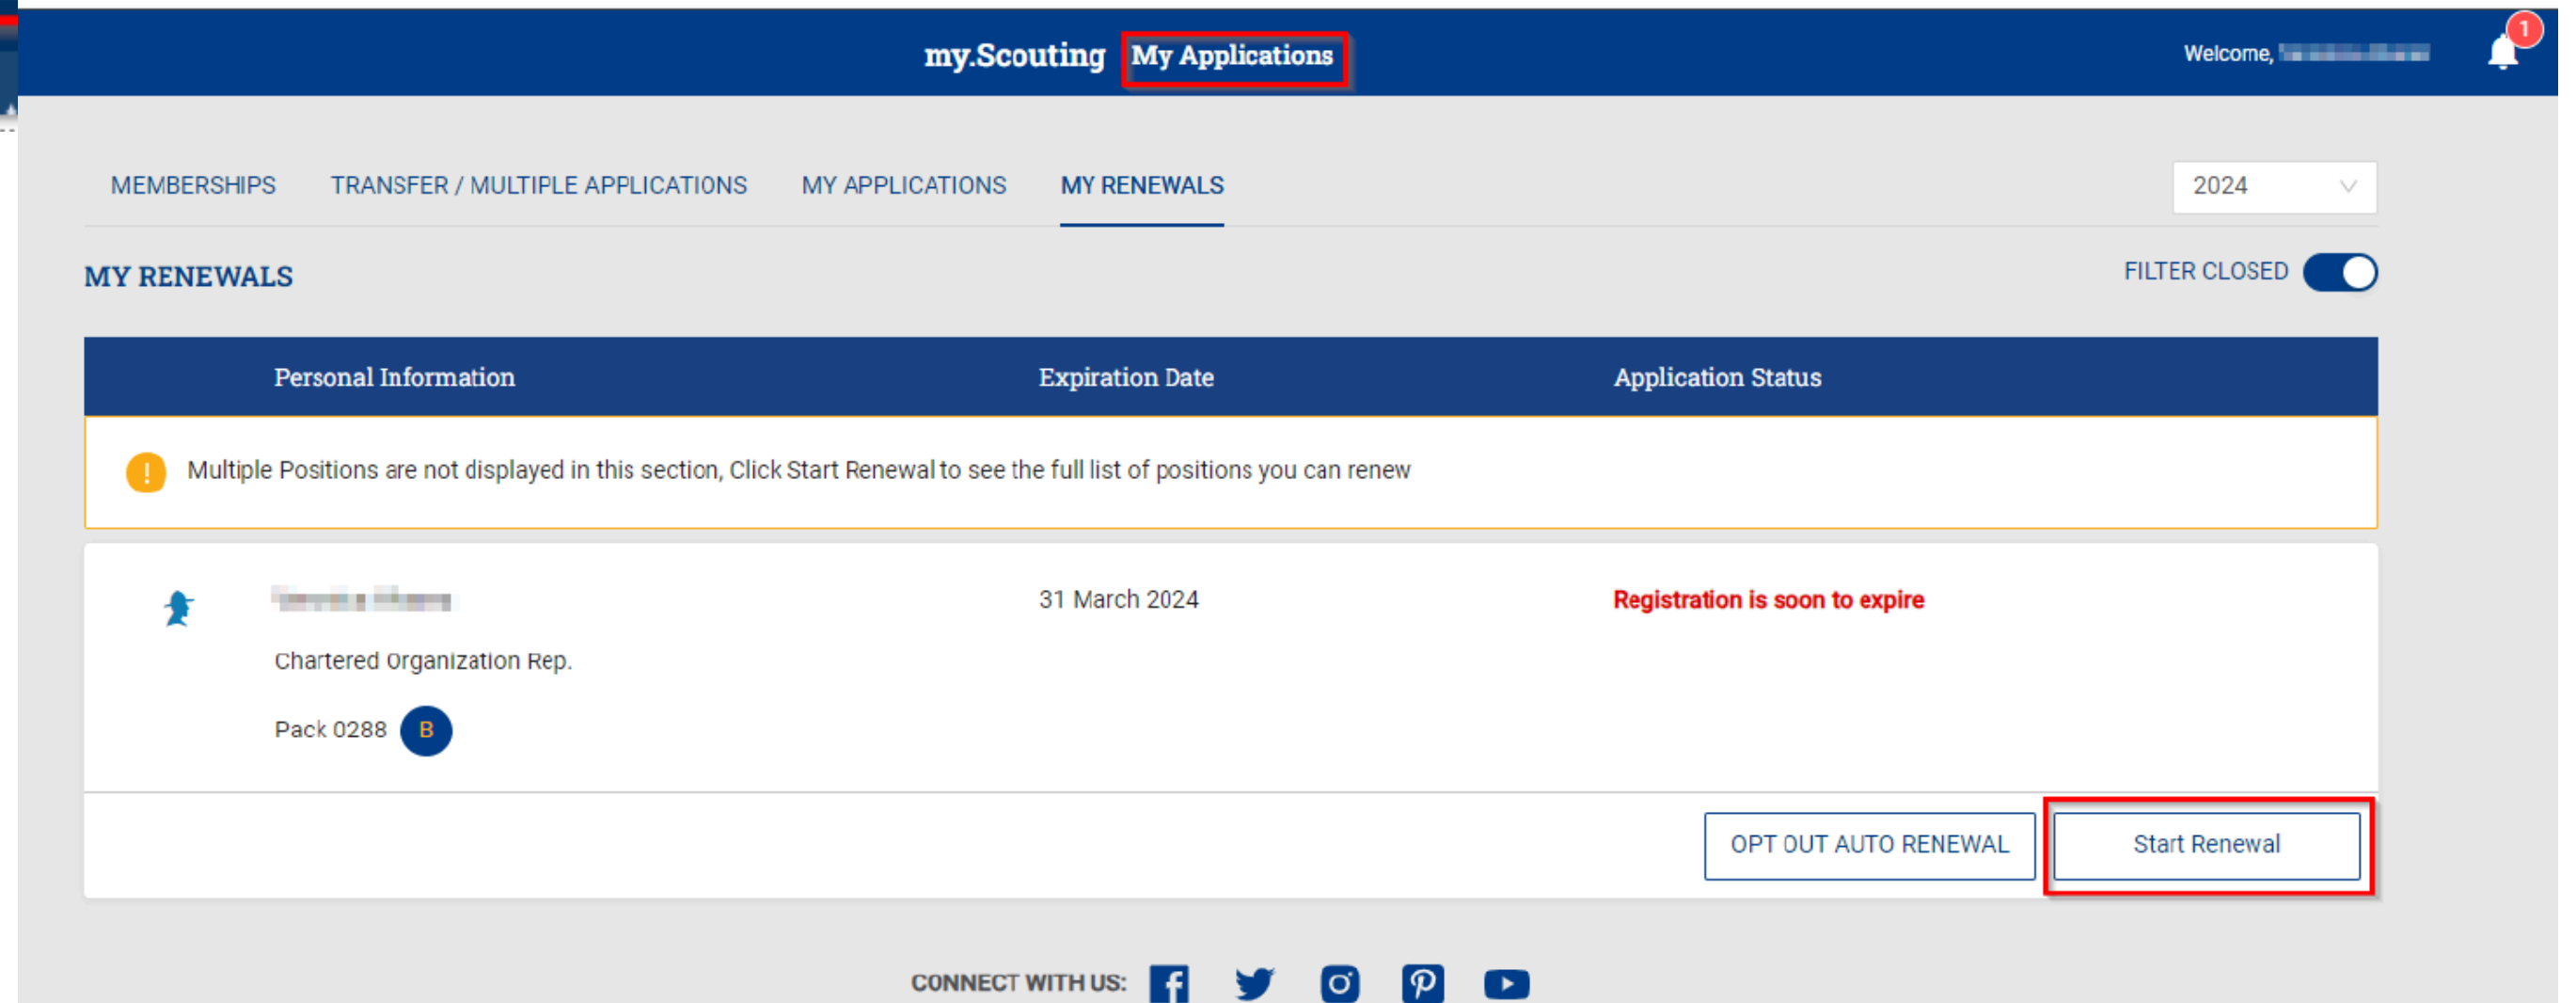 my.Scouting My Applications
Welcome,
1
MEMBERSHIPS TRANSFER / MULTIPLE APPLICATIONS MY APPLICATIONS MY RENEWALS
2024
MY RENEWALS
FILTER CLOSED
Personal Information Expiration Date Application Status
! Multiple Positions are not displayed in this section, Click Start Renewal to see the full list of positions you can renew
31 March 2024 Registration is soon to expire
Chartered Organization Rep.
Pack 0288 B
OPT OUT AUTO RENEWAL Start Renewal
CONNECT WITH US: